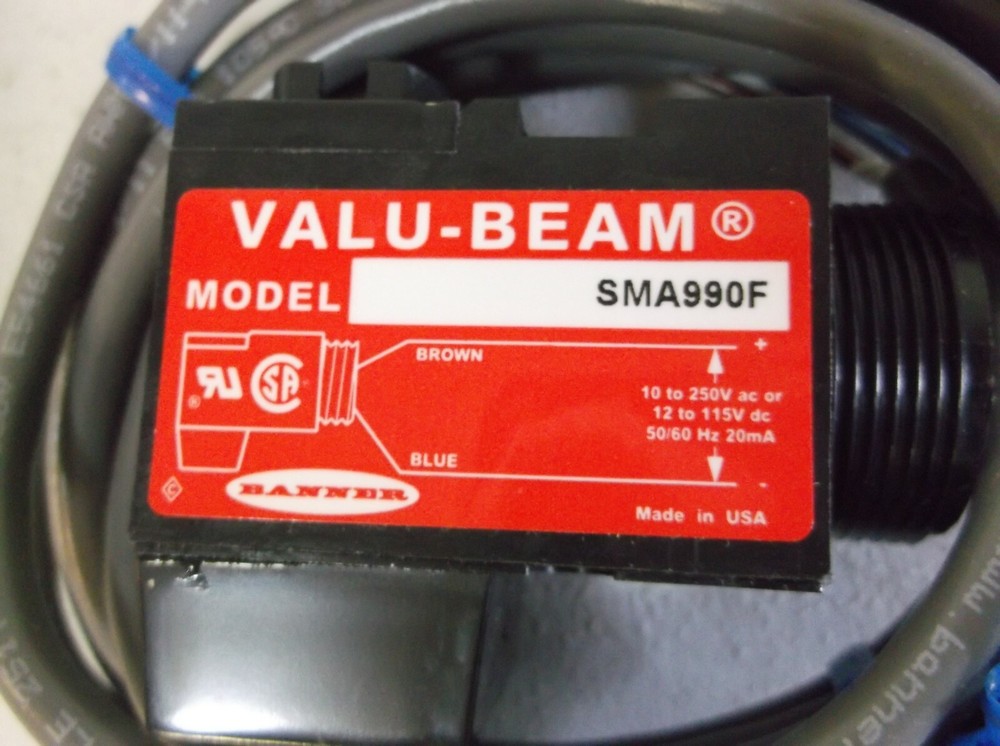 VALU-BEAM®
MODEL SMA990F
BROWN +
10 to 250V ac or
12 to 115V dc
50/60 Hz 20mA
BLUE -
BANNER
Made in USA